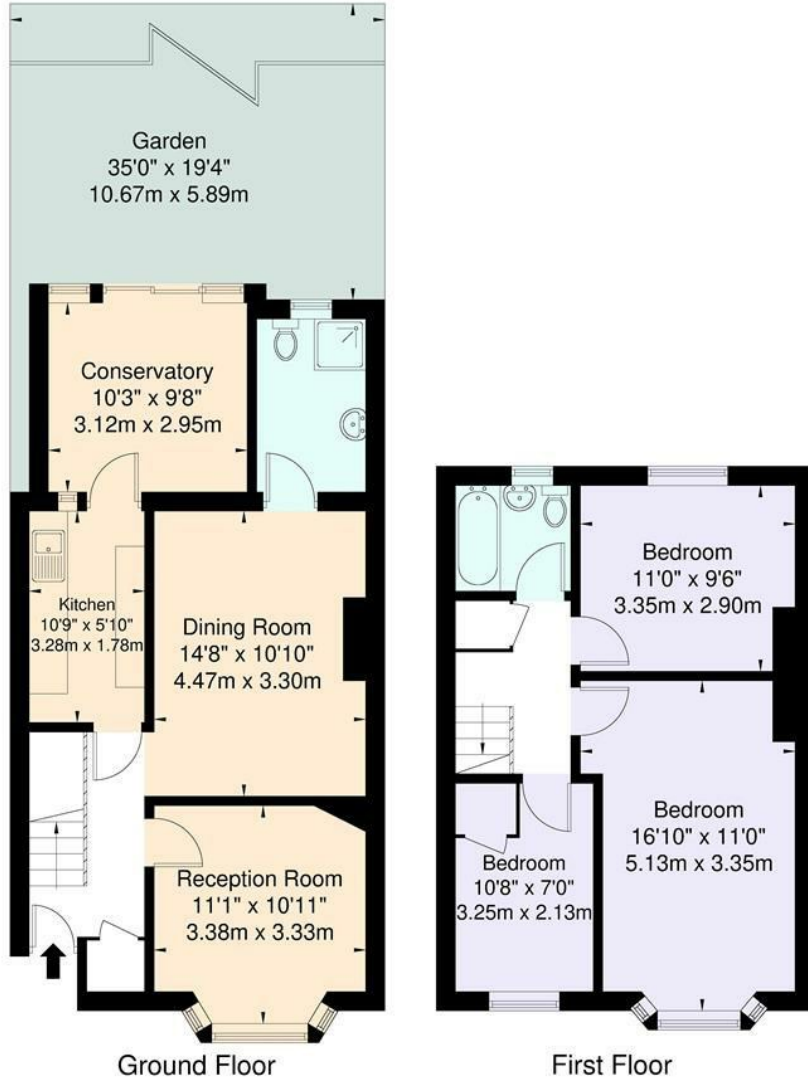 Garden
35'0" x 19'4"
10.67m x 5.89m
Conservatory
10'3" x 9'8"
3.12m x 2.95m
Kitchen
10'9" x 5'10"
3.28m x 1.78m
Dining Room
14'8" x 10'10"
4.47m x 3.30m
Reception Room
11'1" x 10'11"
3.38m x 3.33m
Ground Floor
Bedroom
11'0" x 9'6"
3.35m x 2.90m
Bedroom
16'10" x 11'0"
5.13m x 3.35m
Bedroom
10'8" x 7'0"
3.25m x 2.13m
First Floor